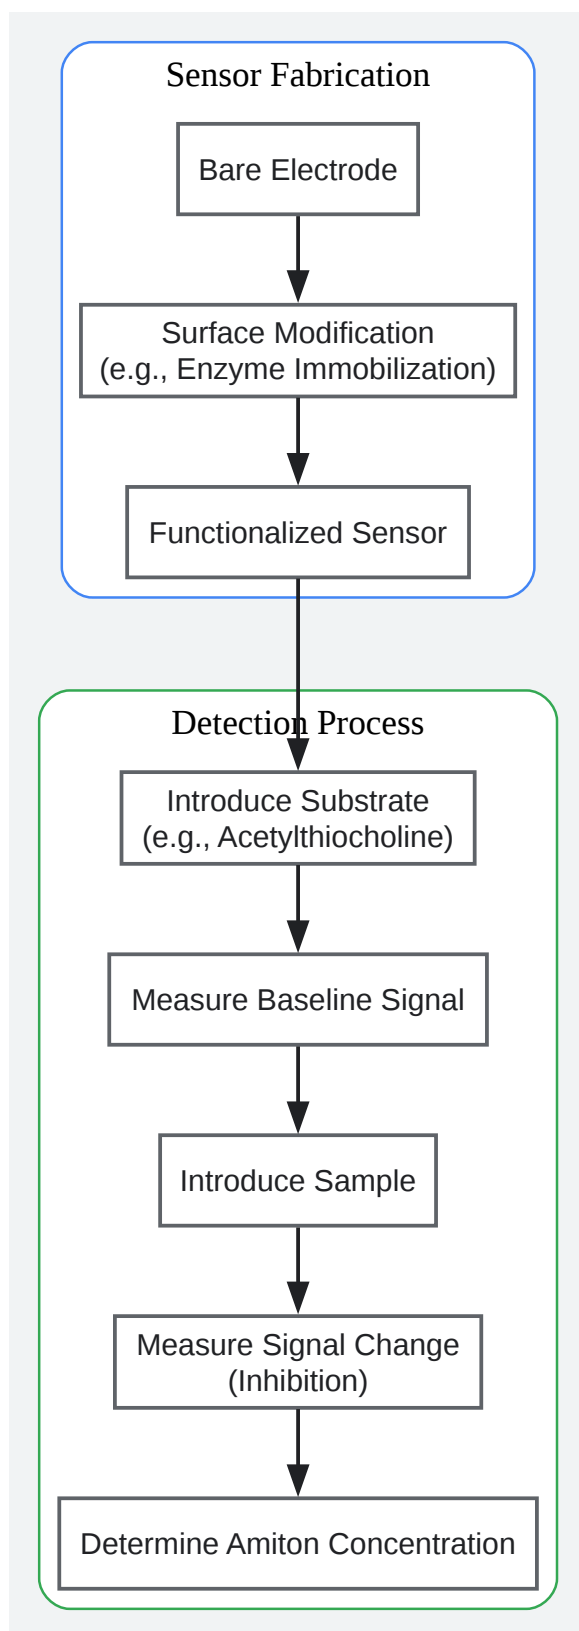 Sensor Fabrication
Bare Electrode
Surface Modification
(e.g., Enzyme Immobilization)
Functionalized Sensor
Detection Process
Introduce Substrate
(e.g., Acetylthiocholine)
Measure Baseline Signal
Introduce Sample
Measure Signal Change
(Inhibition)
Determine Amiton Concentration